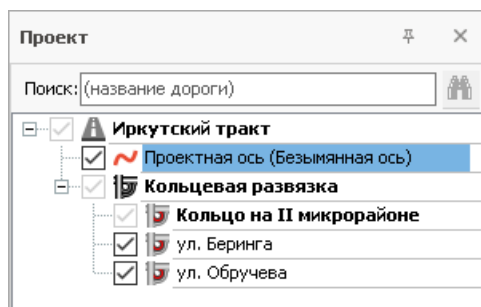 Проект
Поиск: (название дороги)
Иркутский тракт
Проектная ось (Безымянная ось)
Кольцевая развязка
Кольцо на II микрорайоне
ул. Беринга
ул. Обручева